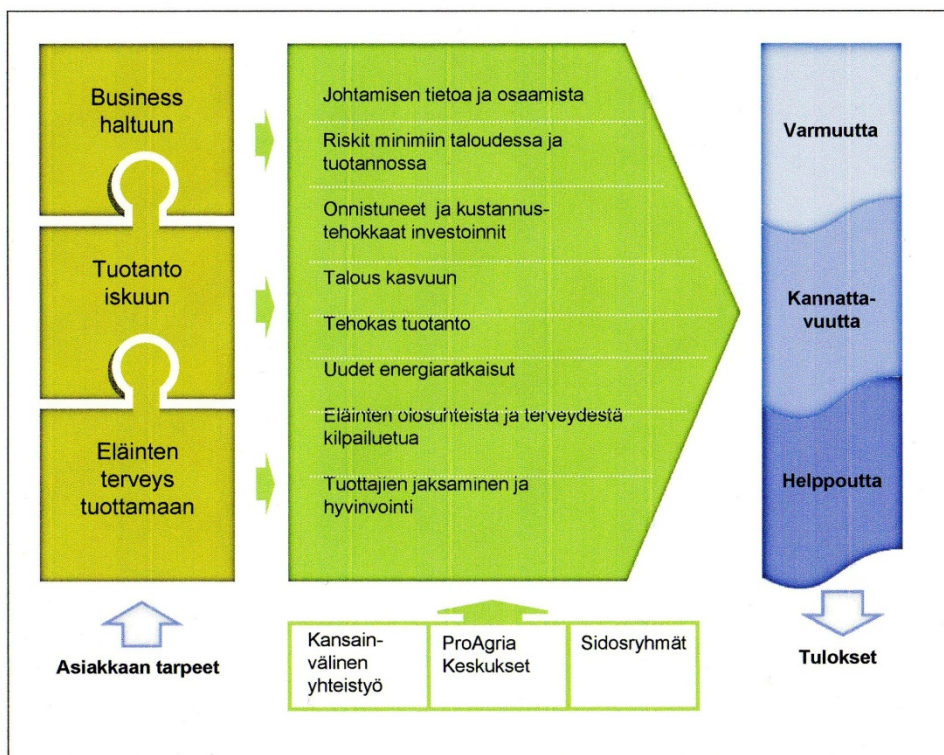 Business
haltuun
Tuotanto
iskuun
Eläinten
terveys
tuottamaan
Asiakkaan tarpeet
Johtamisen tietoa ja osaamista
Riskit minimiin taloudessa ja
tuotannossa
Onnistuneet ja kustannus-
tehokkaat investoinnit
Talous kasvuun
Tehokas tuotanto
Uudet energiaratkaisut
Eläinten olosuhteista ja terveydestä
kilpailuetua
Tuottajien jaksaminen ja
hyvinvointi
Kansain-
välinen
yhteistyö
ProAgria
Keskukset
Sidosryhmät
Varmuutta
Kannatta-
vuutta
Helppoutta
Tulokset